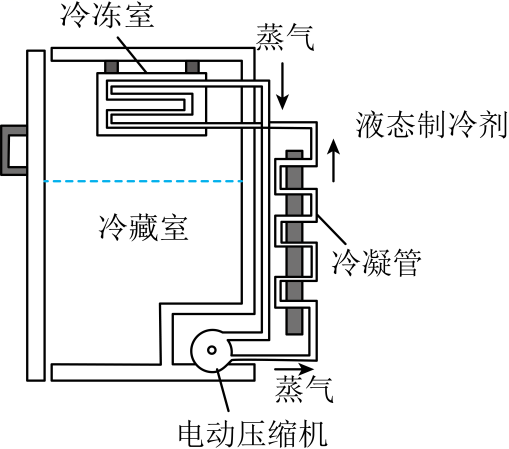 冷冻室
蒸气
液态制冷剂
冷藏室
冷凝管
蒸气
电动压缩机